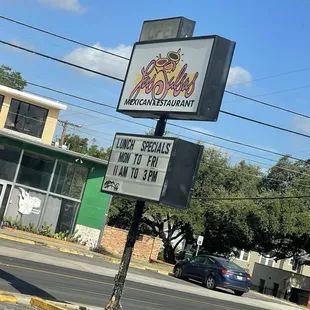 MEXICAN RESTAURANT
LUNCH SPECIALS
MON TO FRI
11 AM TO 3 PM